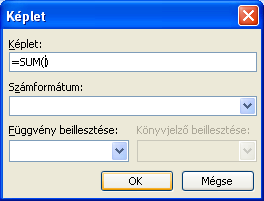 Képlet
Képlet:
=SUM()
Számformátum:
Függvény beillesztése: Könyvjelző beillesztése:
OK Mégse